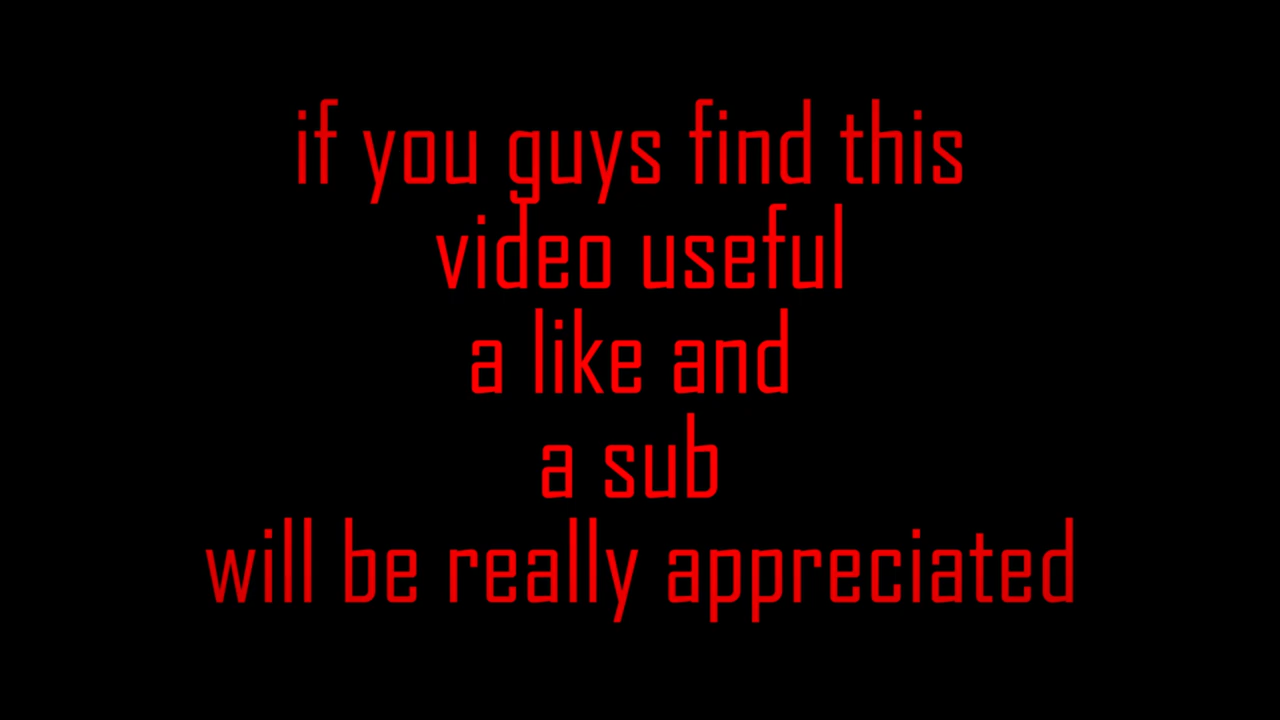 if you guys find this
video useful
a like and
a sub
will be really appreciated